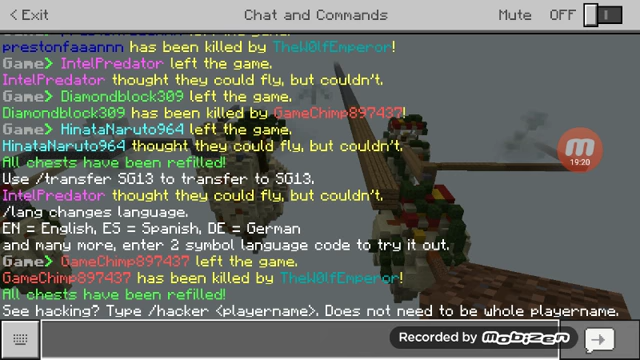 <Exit
Chat and Commands
Mute OFF
left the game.
prestonfaaannn has been killed by TheW0lfEmperor!
Game> IntelPredator left the game.
IntelPredator thought they could fly, but couldn't.
Game> Diamondblock309 left the game.
Diamondblock309 has been killed by GameChimp897437!
Game> HinataNaruto964 left the game.
HinataNaruto964 thought they could fly, but couldn't.
All chests have been refilled!
Use /transfer SG13 to transfer to SG13.
IntelPredator thought they could fly, but couldn't.
/lang changes language.
EN = English, ES = Spanish, DE = German
and many more, enter 2 symbol language code to try it out.
Game> GameChimp897437 left the game.
GameChimp897437 has been killed by TheW0lfEmperor!
All chests have been refilled!
See hacking? Type /hacker <playername>. Does not need to be whole playername.
19:20
Recorded by Mobizen